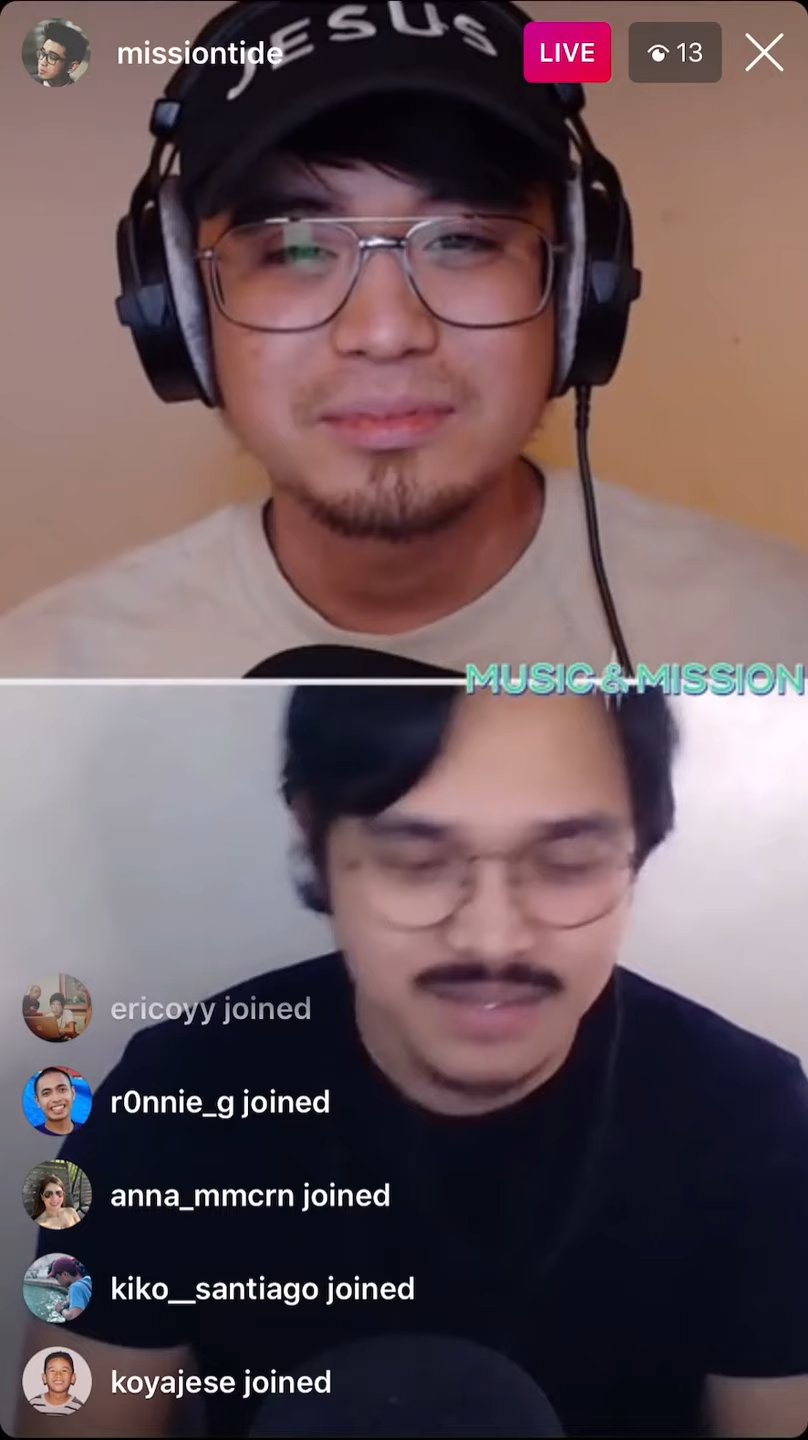 JESUS
missiontide
LIVE
13
MUSIC & MISSION
ericoyy joined
r0nnie_g joined
anna_mmcrn joined
kiko__santiago joined
koyajese joined